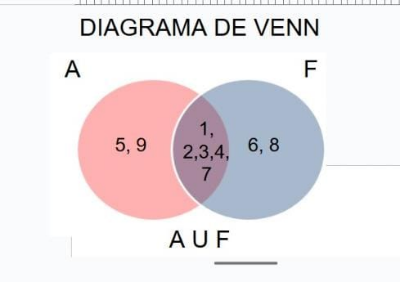 DIAGRAMA DE VENN
A
F
5, 9
1,
2,3,4,
7
6, 8
A U F